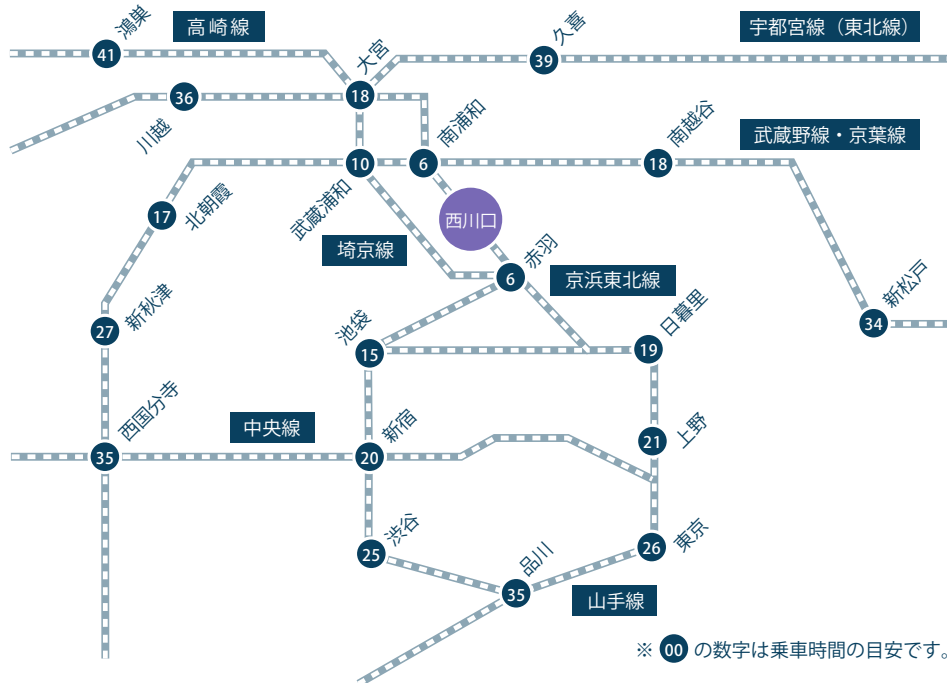 鴻巣
41
高崎線
大宮
18
久喜
39
宇都宮線（東北線）
36
川越
南浦和
6
南越谷
18
武蔵野線・京葉線
10
武蔵浦和
17
北朝霞
西川口
埼京線
赤羽
6
京浜東北線
新秋津
27
池袋
15
日暮里
19
新松戸
34
西国分寺
35
中央線
新宿
20
上野
21
渋谷
25
品川
35
東京
26
山手線
※ 00 の数字は乗車時間の目安です。